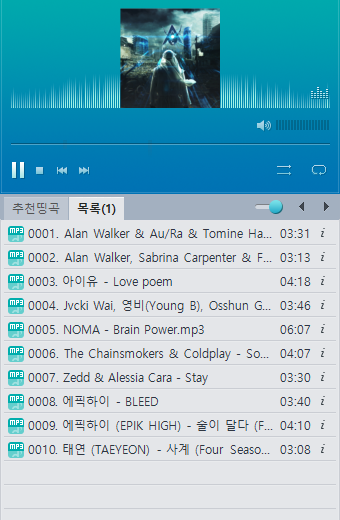 추천띵곡 목록(1)
MP3 0001. Alan Walker & Au/Ra & Tomine Ha... 03:31 i
MP3 0002. Alan Walker, Sabrina Carpenter & F... 03:13 i
MP3 0003. 아이유 - Love poem 04:18 i
MP3 0004. Jvcki Wai, 영비(Young B), Osshun G... 03:46 i
MP3 0005. NOMA - Brain Power.mp3 06:07 i
MP3 0006. The Chainsmokers & Coldplay - So... 04:07 i
MP3 0007. Zedd & Alessia Cara - Stay 03:30 i
MP3 0008. 에픽하이 - BLEED 03:40 i
MP3 0009. 에픽하이 (EPIK HIGH) - 술이 달다 (F... 04:10 i
MP3 0010. 태연 (TAEYEON) - 사계 (Four Seaso... 03:08 i